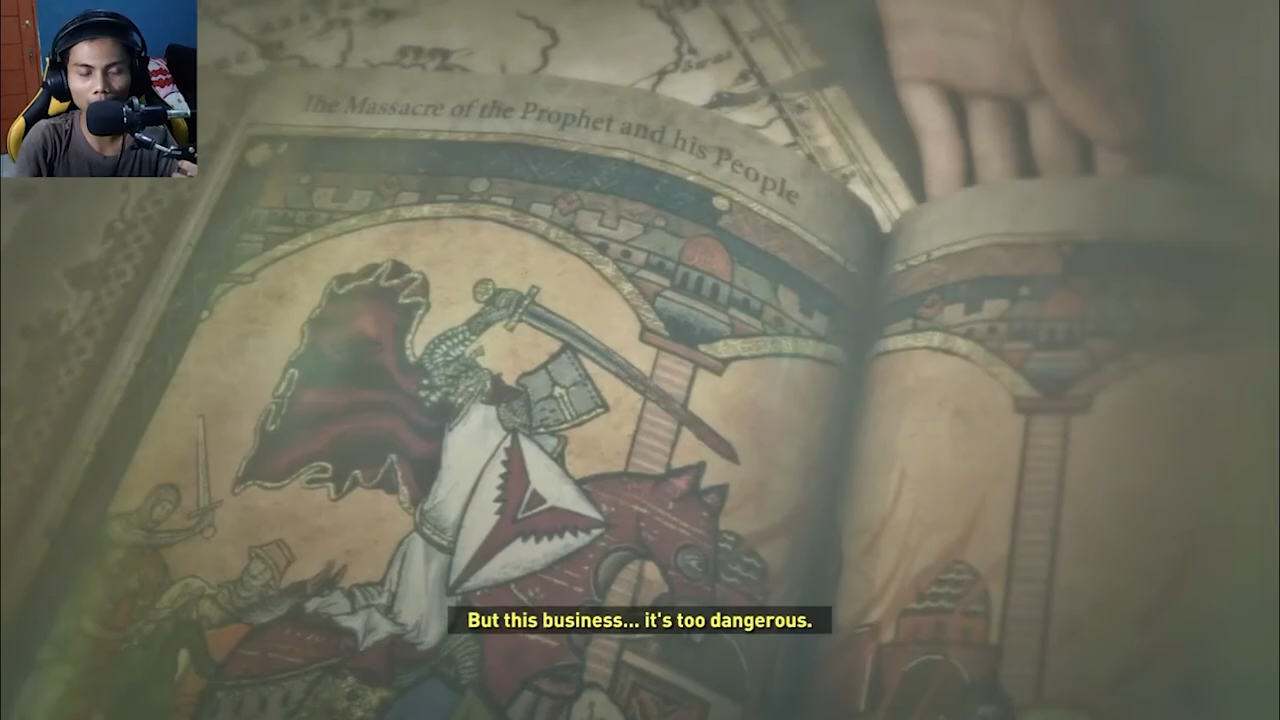 The Massacre of the Prophet and his People
But this business... it's too dangerous.